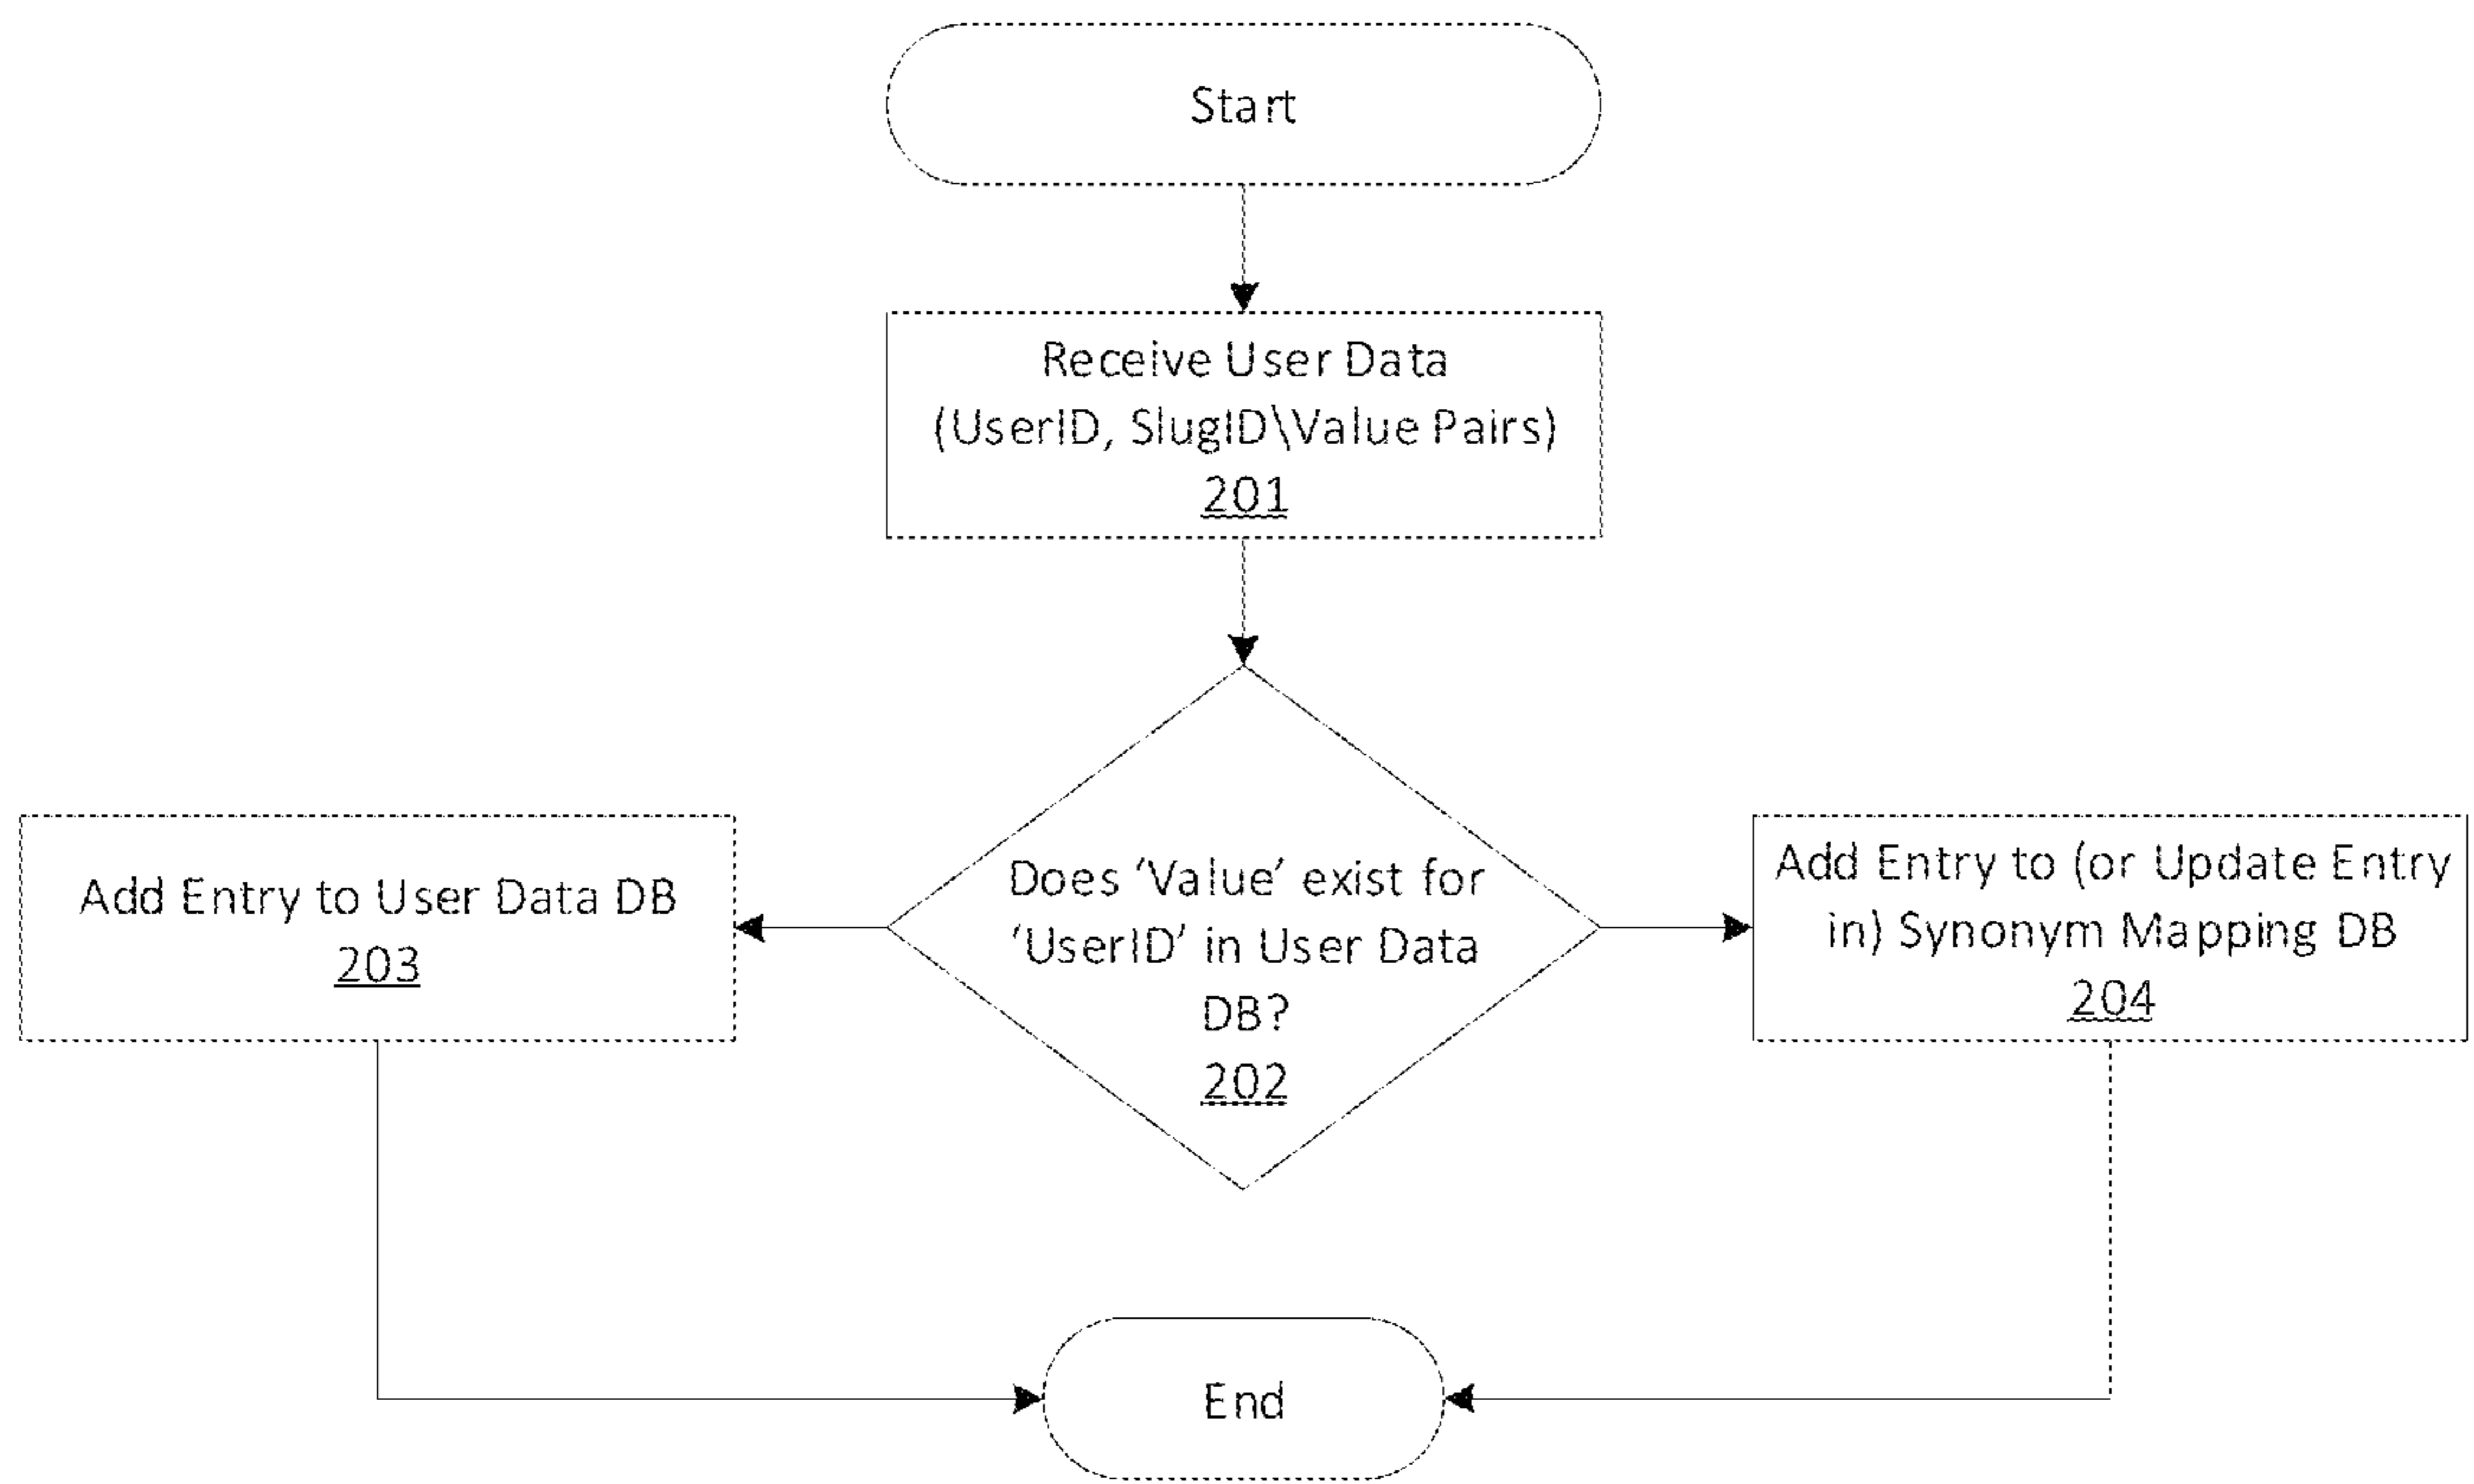 Start
Receive User Data
(UserID, SlugID\Value Pairs)
201
Does ‘Value’ exist for
‘UserID’ in User Data
DB?
202
Add Entry to User Data DB
203
Add Entry to (or Update Entry
in) Synonym Mapping DB
204
End